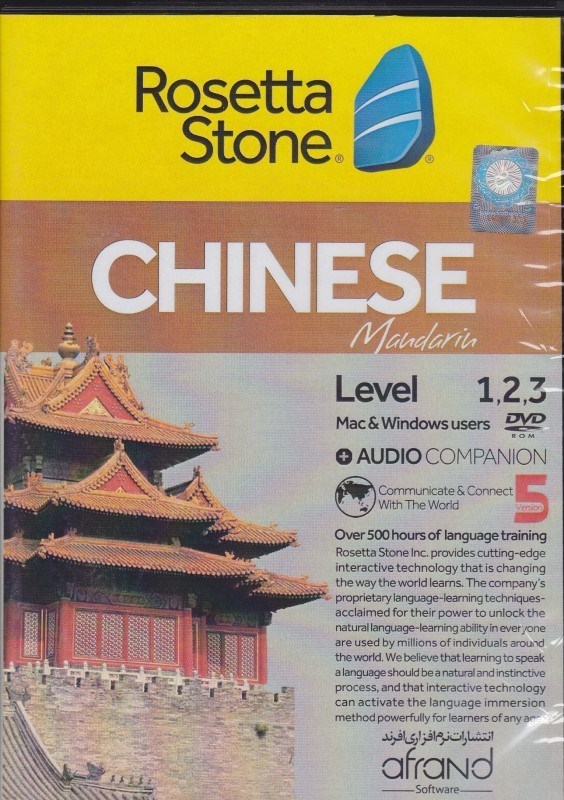 Rosetta
Stone®
®
CHINESE
Mandarin
Level 1,2,3
Mac & Windows users DVD
ROM
+ AUDIO COMPANION
Communicate & Connect
With The World
5
Version
Over 500 hours of language training
Rosetta Stone Inc. provides cutting-edge
interactive technology that is changing
the way the world learns. The company's
proprietary language-learning techniques-
acclaimed for their power to unlock the
natural language-learning ability in everyone
are used by millions of individuals around
the world. We believe that learning to speak
a language should be a natural and instinctive
process, and that interactive technology
can activate the language immersion
method powerfully for learners of any age
انتشارات نرم‌افزاری افرند
afrand
Software